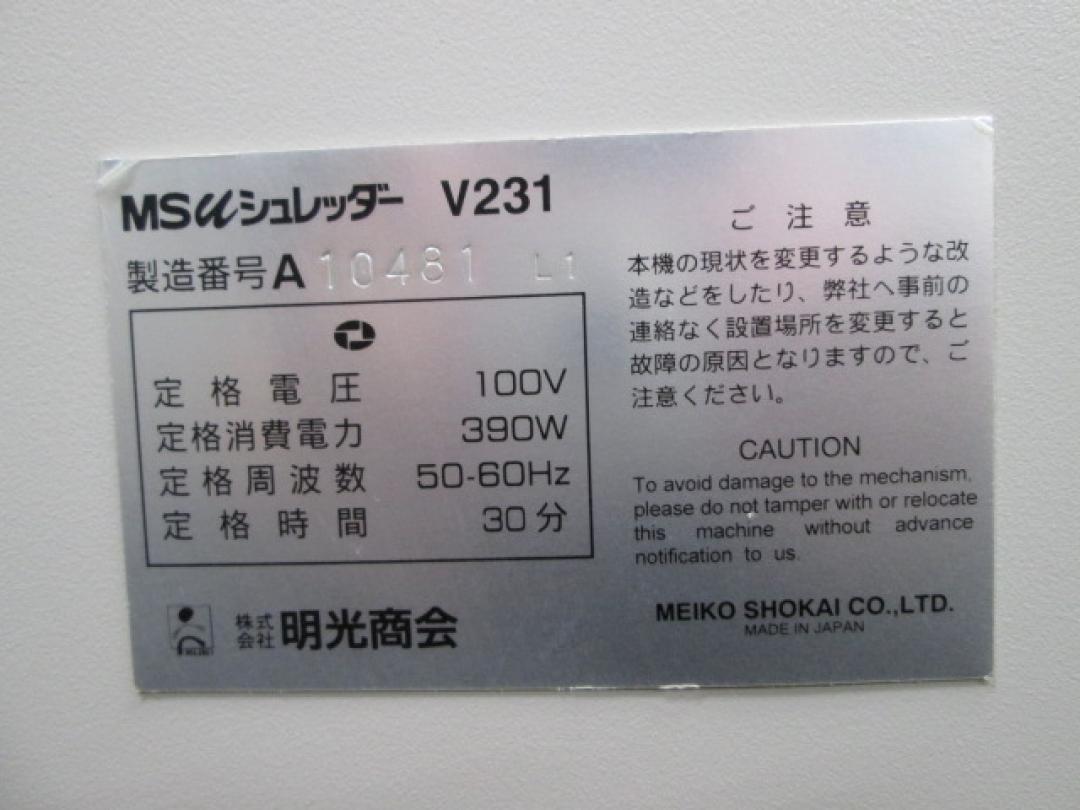 MSμシュレッダー V231
製造番号A10481 L1
定格電圧 100V
定格消費電力 390W
定格周波数 50-60Hz
定格時間 30分
株式会社 明光商会
ご注意
本機の現状を変更するような改
造などをしたり、弊社へ事前の
連絡なく設置場所を変更すると
故障の原因となりますので、ご
注意ください。
CAUTION
To avoid damage to the mechanism,
please do not tamper with or relocate
this machine without advance
notification to us.
MEIKO SHOKAI CO.,LTD.
MADE IN JAPAN